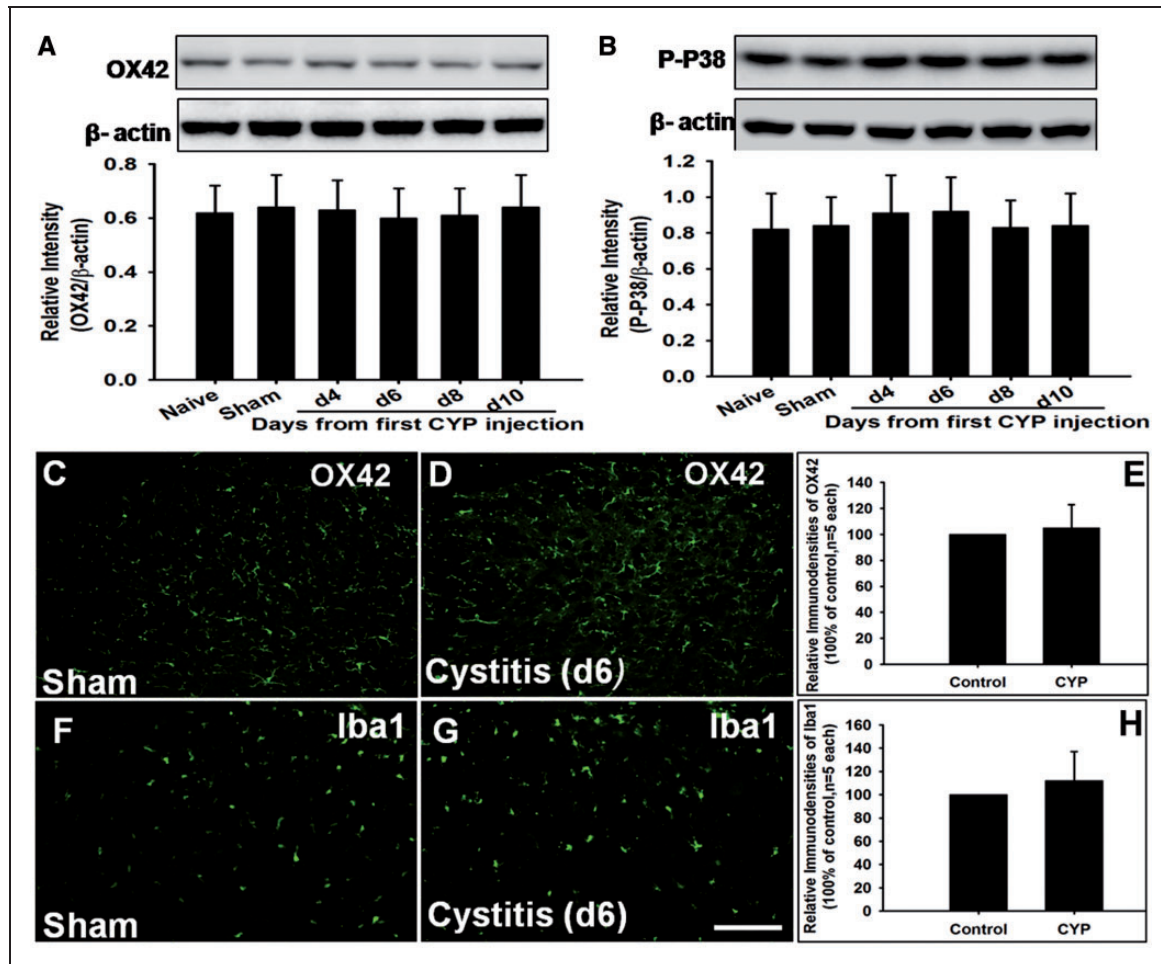 A
OX42
β- actin
0.8
0.6
0.4
0.2
0.0
Relative Intensity
(OX42/β-actin)
Naive
Sham
d4
d6
d8
d10
Days from first CYP injection
B
P-P38
β- actin
1.2
1.0
0.8
0.6
0.4
0.2
0.0
Relative Intensity
(P-P38/β-actin)
Naive
Sham
d4
d6
d8
d10
Days from first CYP injection
C
OX42
Sham
D
OX42
Cystitis (d6)
E
140
120
100
80
60
40
20
0
Relative Immunodensities of OX42
(100% of control,n=5 each)
Control
CYP
F
Iba1
Sham
G
Iba1
Cystitis (d6)
H
160
140
120
100
80
60
40
20
0
Relative Immunodensities of Iba1
(100% of control,n=5 each)
Control
CYP